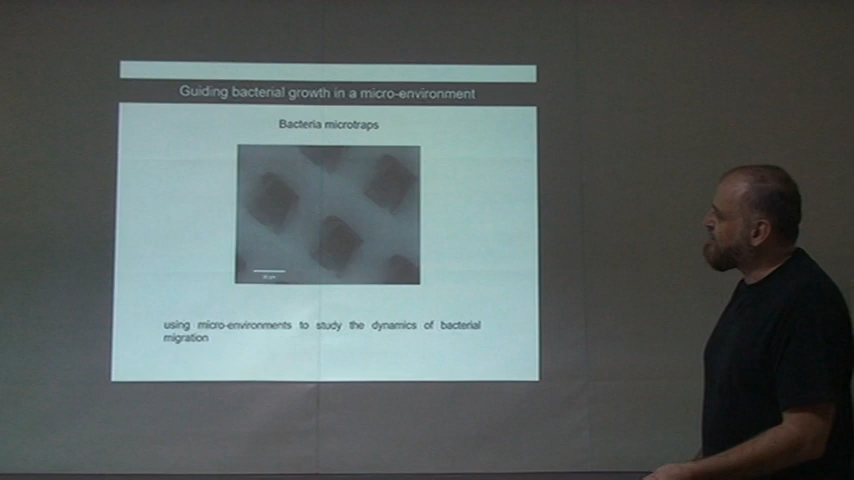 Guiding bacterial growth in a micro-environment
Bacteria microtraps
using micro-environments to study the dynamics of bacterial
migration